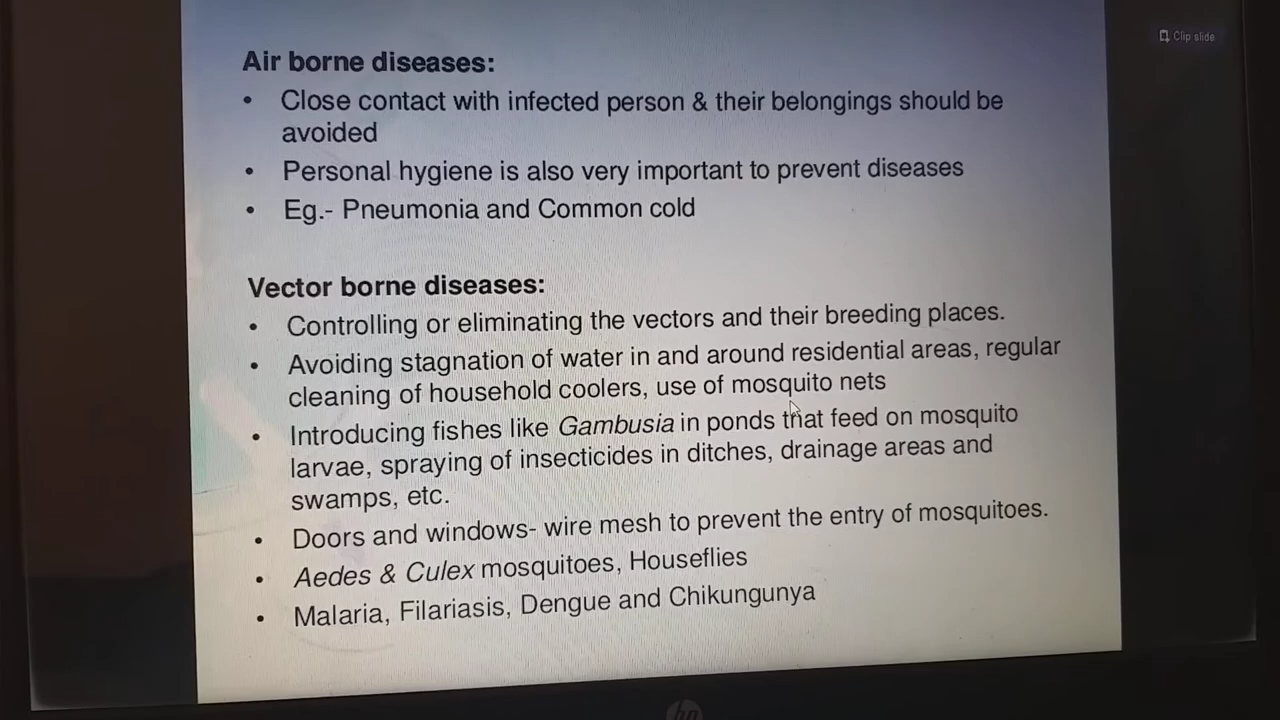 Clip slide
Air borne diseases:
• Close contact with infected person & their belongings should be
avoided
• Personal hygiene is also very important to prevent diseases
• Eg.- Pneumonia and Common cold
Vector borne diseases:
• Controlling or eliminating the vectors and their breeding places.
• Avoiding stagnation of water in and around residential areas, regular
cleaning of household coolers, use of mosquito nets
• Introducing fishes like Gambusia in ponds that feed on mosquito
larvae, spraying of insecticides in ditches, drainage areas and
swamps, etc.
• Doors and windows- wire mesh to prevent the entry of mosquitoes.
• Aedes & Culex mosquitoes, Houseflies
• Malaria, Filariasis, Dengue and Chikungunya
hp